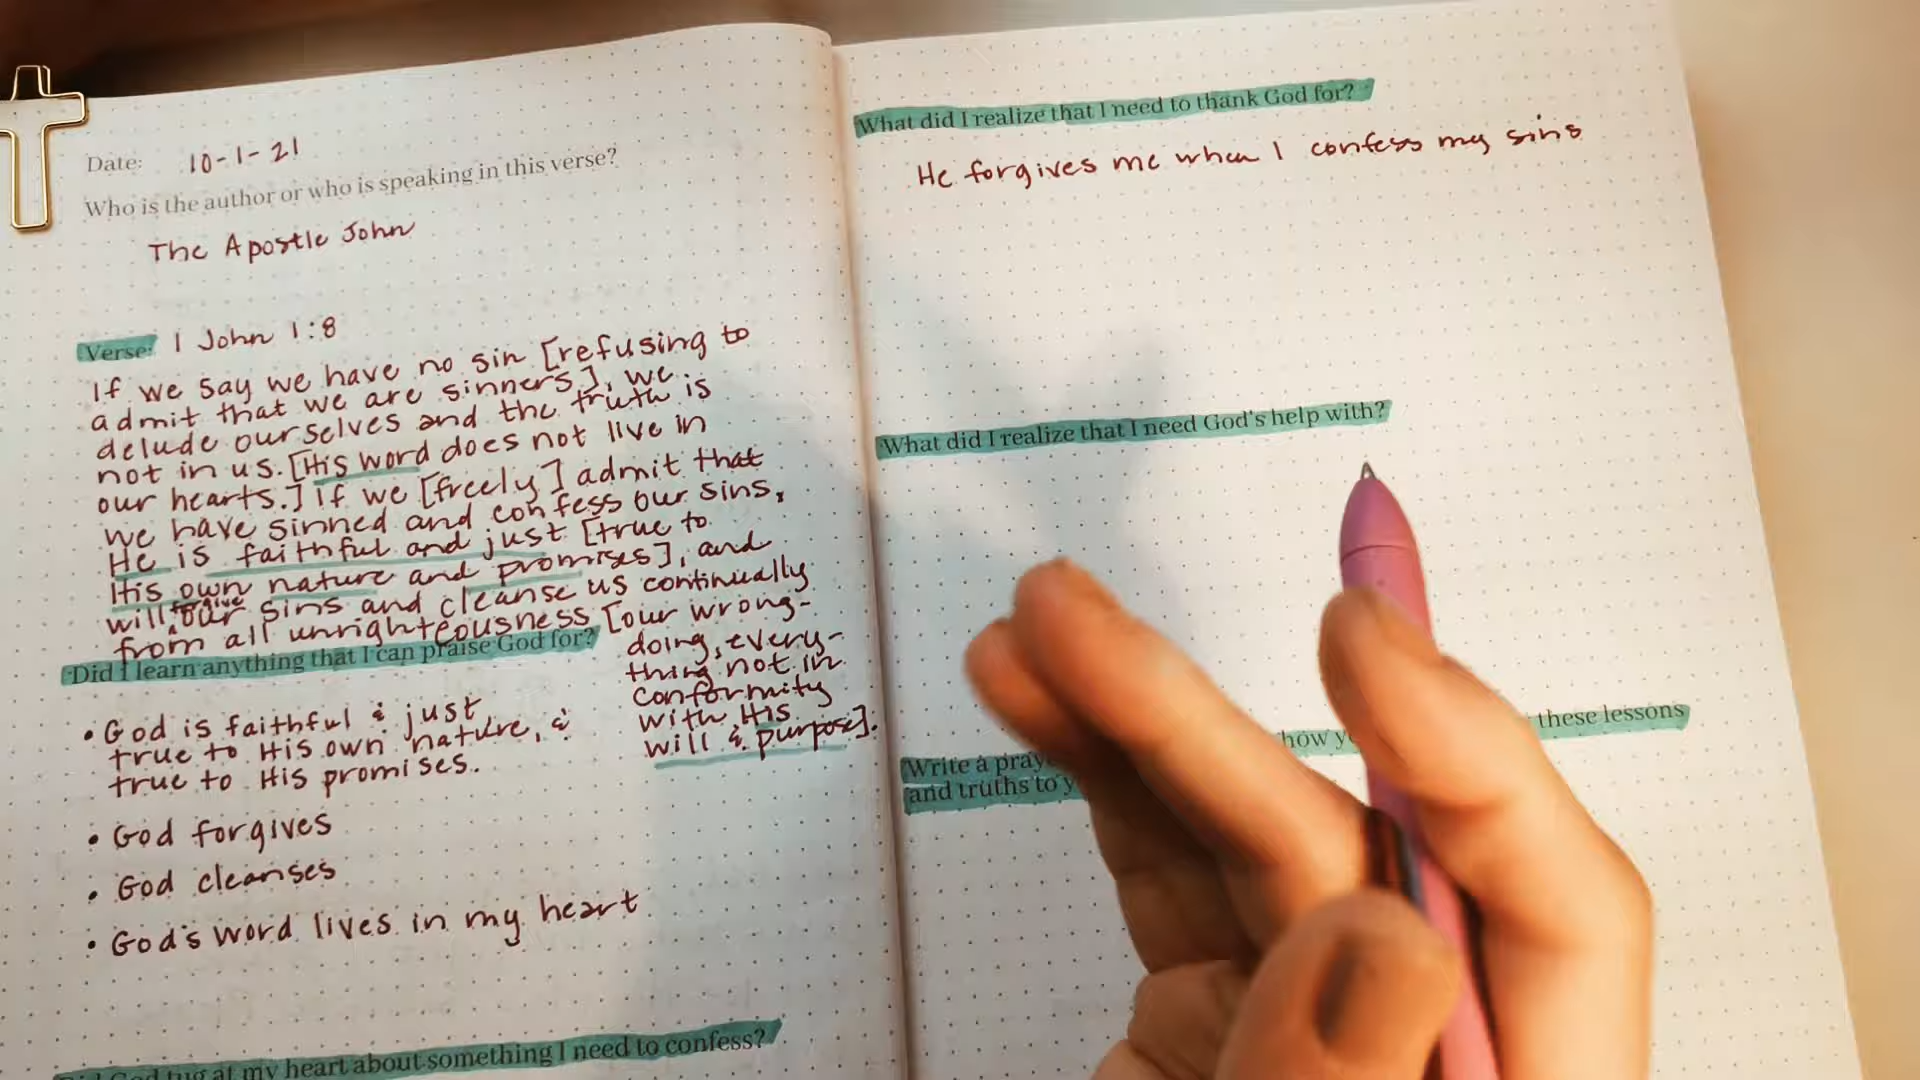 Date: 10-1-21
Who is the author or who is speaking in this verse?
The Apostle John
Verse: 1 John 1:8
If we say we have no sin [refusing to
admit that we are sinners], we
delude ourselves and the truth is
not in us. [His word does not live in
our hearts.] If we [freely] admit that
we have sinned and confess our sins,
He is faithful and just [true to
His own nature and promises], and
will forgive our sins and cleanse us continually
from all unrighteousness [our wrong-
doing, every-
thing not in
conformity
with His
will & purpose].
Did I learn anything that I can praise God for?
• God is faithful & just
true to His own nature, &
true to His promises.
• God forgives
• God cleanses
• God's word lives in my heart
God tug at my heart about something I need to confess?
What did I realize that I need to thank God for?
He forgives me when I confess my sins
What did I realize that I need God's help with?
Write a how these lessons
and truths to